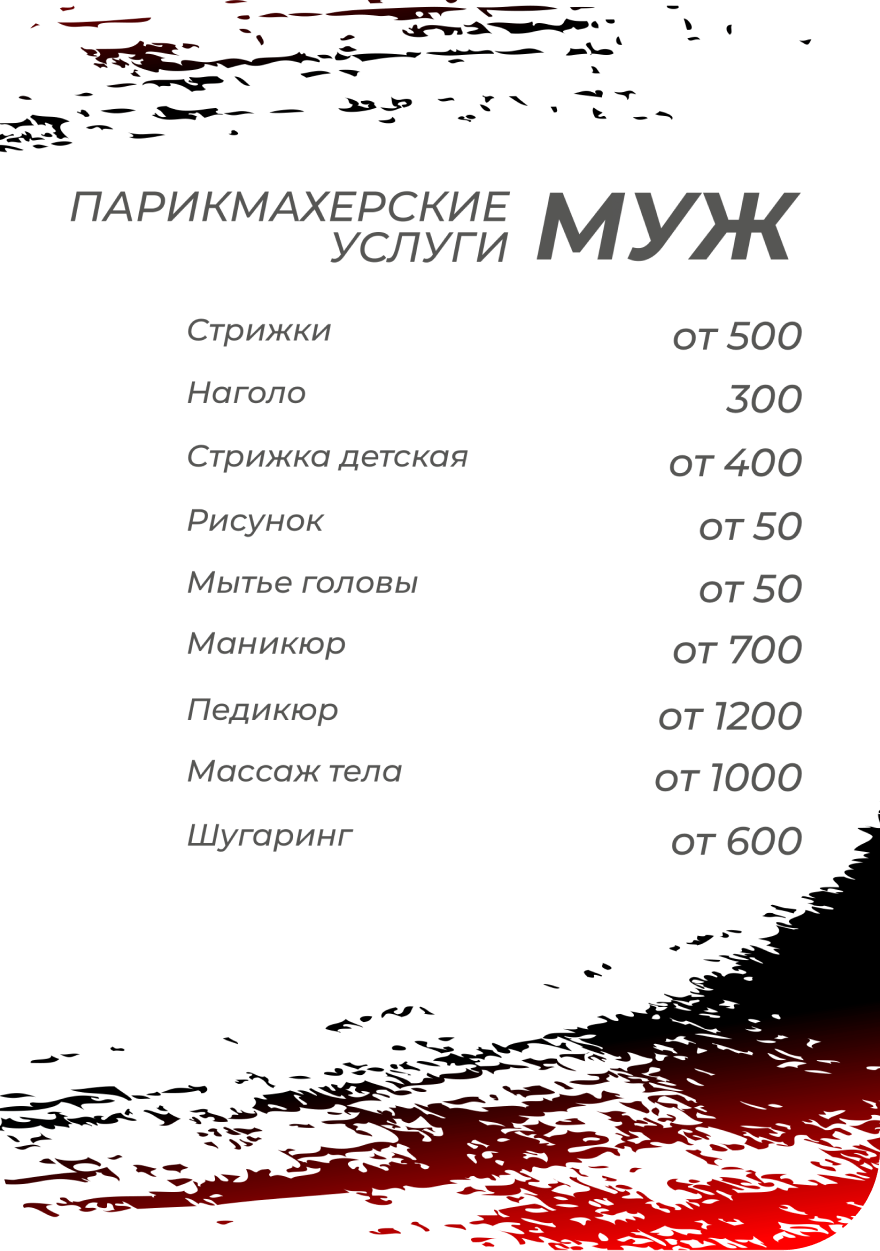 ПАРИКМАХЕРСКИЕ
УСЛУГИ МУЖ
Стрижки от 500
Наголо 300
Стрижка детская от 400
Рисунок от 50
Мытье головы от 50
Маникюр от 700
Педикюр от 1200
Массаж тела от 1000
Шугаринг от 600